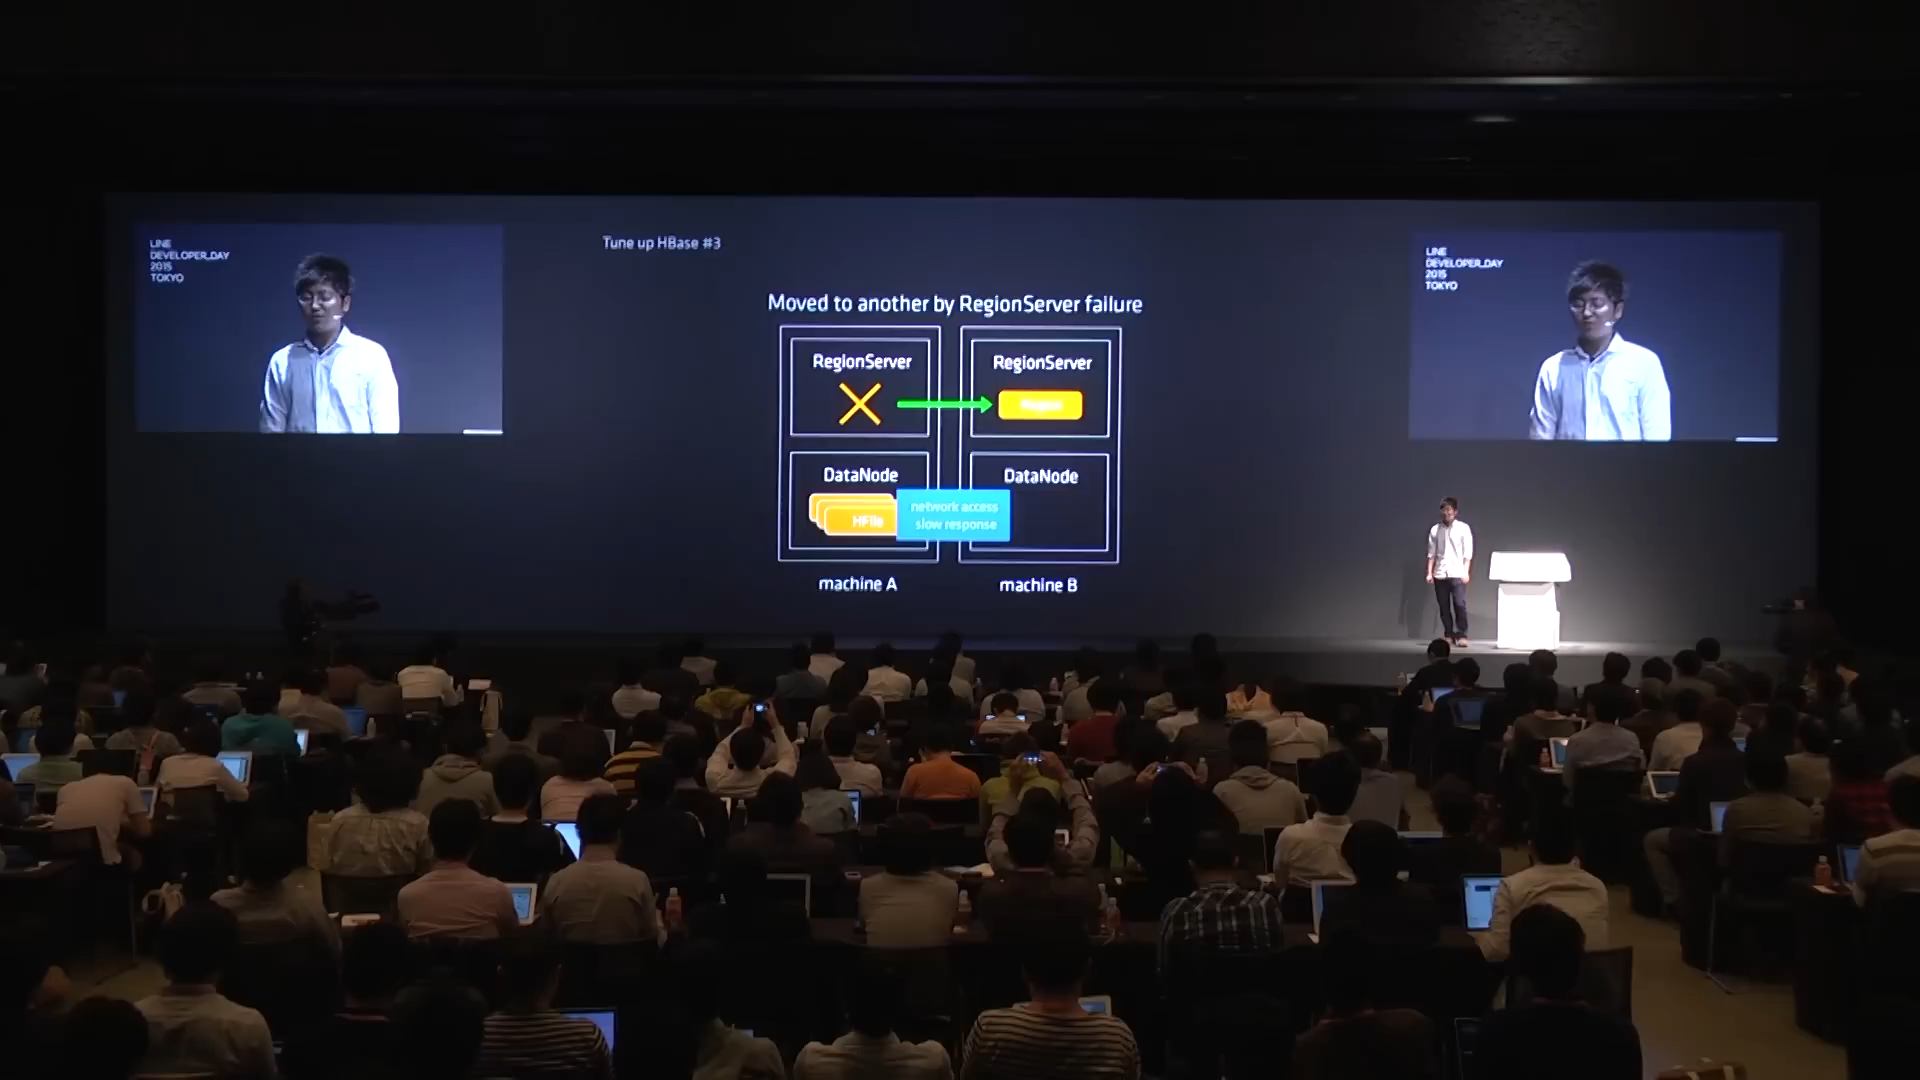 LINE
DEVELOPER_DAY
2015
TOKYO
Tune up HBase #3
Moved to another by RegionServer failure
RegionServer
RegionServer
Region
DataNode
DataNode
HFile
network access
slow response
machine A
machine B
LINE
DEVELOPER_DAY
2015
TOKYO